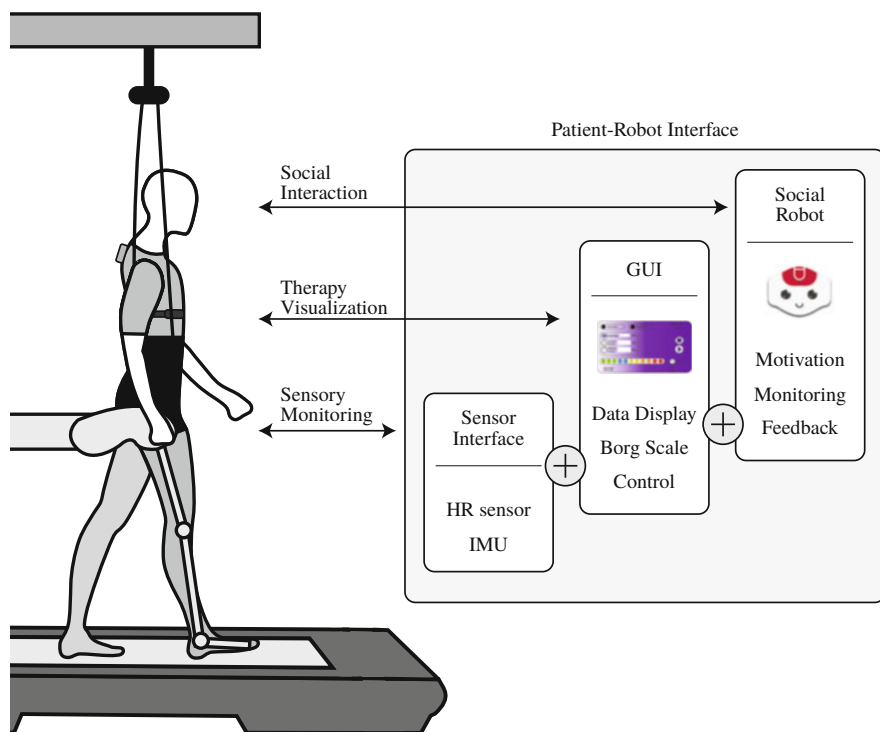 Patient-Robot Interface
Social
Interaction
Therapy
Visualization
Sensory
Monitoring
Sensor
Interface
HR sensor
IMU
GUI
Data Display
Borg Scale
Control
Social
Robot
Motivation
Monitoring
Feedback